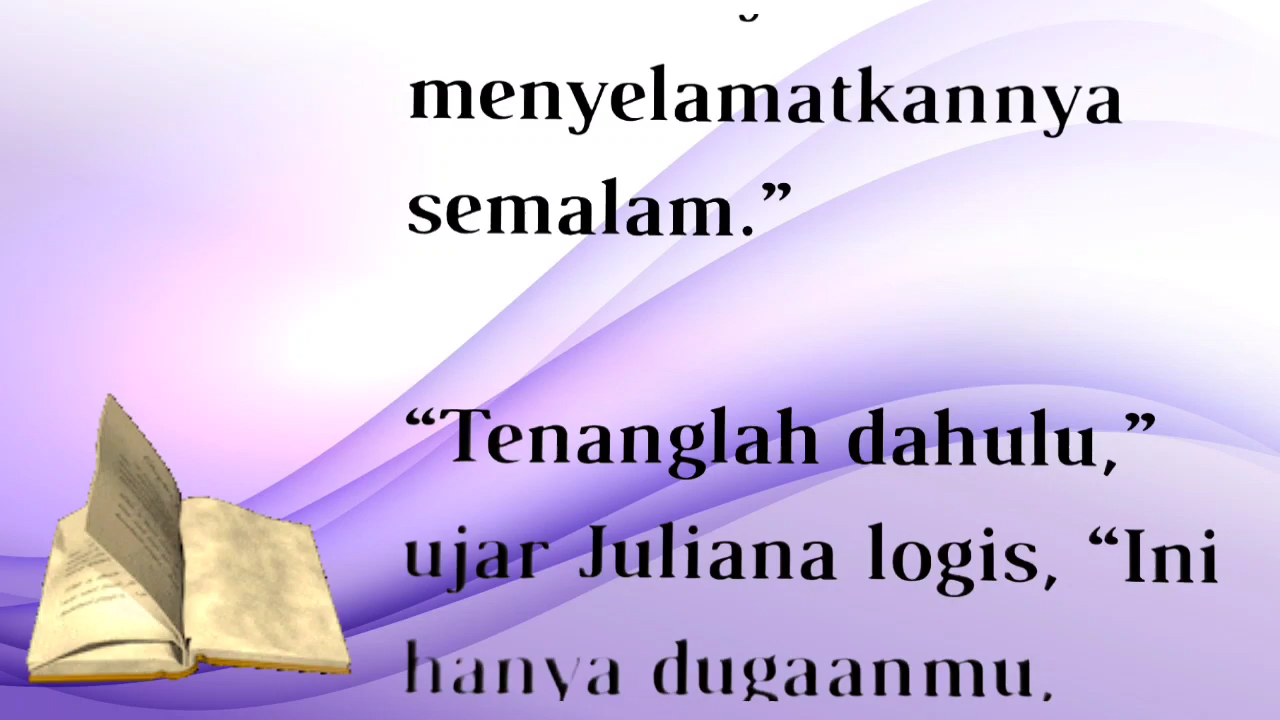 menyelamatkannya
semalam.”
“Tenanglah dahulu,”
ujar Juliana logis, “Ini
hanya dugaanmu,